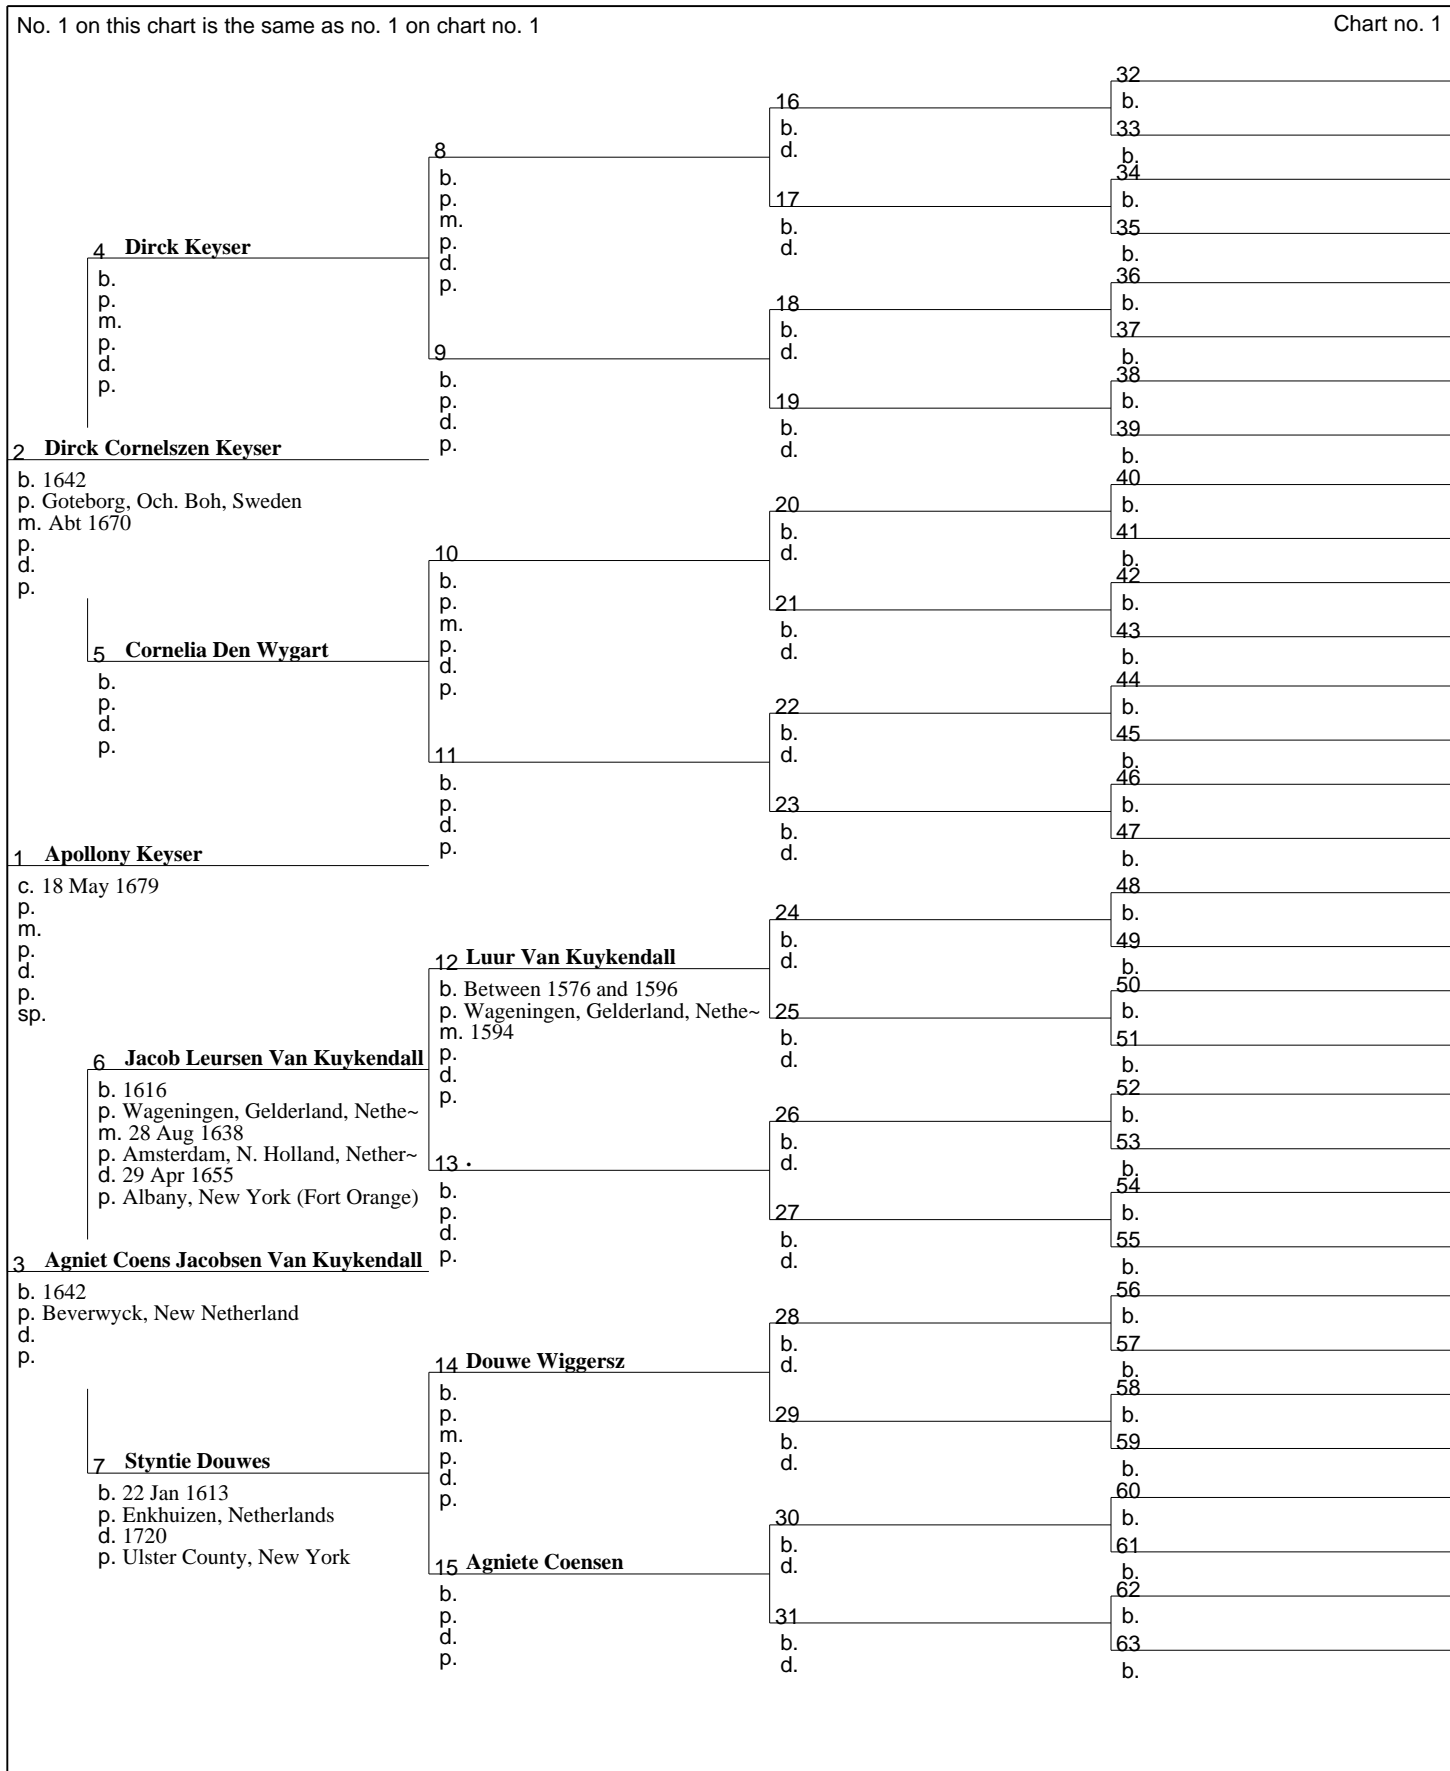 No. 1 on this chart is the same as no. 1 on chart no. 1
Chart no. 1
2 Dirck Cornelszen Keyser
b. 1642
p. Goteborg, Och. Boh, Sweden
m. Abt 1670
p.
d.
p.
1 Apollony Keyser
c. 18 May 1679
p.
m.
p.
d.
p.
sp.
3 Agniet Coens Jacobsen Van Kuykendall
b. 1642
p. Beverwyck, New Netherland
d.
p.
4 Dirck Keyser
b.
p.
m.
p.
d.
p.
5 Cornelia Den Wygart
b.
p.
d.
p.
6 Jacob Leursen Van Kuykendall
b. 1616
p. Wageningen, Gelderland, Nethe~
m. 28 Aug 1638
p. Amsterdam, N. Holland, Nether~
d. 29 Apr 1655
p. Albany, New York (Fort Orange)
7 Styntie Douwes
b. 22 Jan 1613
p. Enkhuizen, Netherlands
d. 1720
p. Ulster County, New York
8
b.
p.
m.
p.
d.
p.
9
b.
p.
d.
p.
10
b.
p.
m.
p.
d.
p.
11
b.
p.
d.
p.
12 Luur Van Kuykendall
b. Between 1576 and 1596
p. Wageningen, Gelderland, Nethe~
m. 1594
p.
d.
p.
13 .
b.
p.
d.
p.
14 Douwe Wiggersz
b.
p.
m.
p.
d.
p.
15 Agniete Coensen
b.
p.
d.
p.
16
b.
d.
17
b.
d.
18
b.
d.
19
b.
d.
20
b.
d.
21
b.
d.
22
b.
d.
23
b.
d.
24
b.
d.
25
b.
d.
26
b.
d.
27
b.
d.
28
b.
d.
29
b.
d.
30
b.
d.
31
b.
d.
32
b.
33
b.
34
b.
35
b.
36
b.
37
b.
38
b.
39
b.
40
b.
41
b.
42
b.
43
b.
44
b.
45
b.
46
b.
47
b.
48
b.
49
b.
50
b.
51
b.
52
b.
53
b.
54
b.
55
b.
56
b.
57
b.
58
b.
59
b.
60
b.
61
b.
62
b.
63
b.